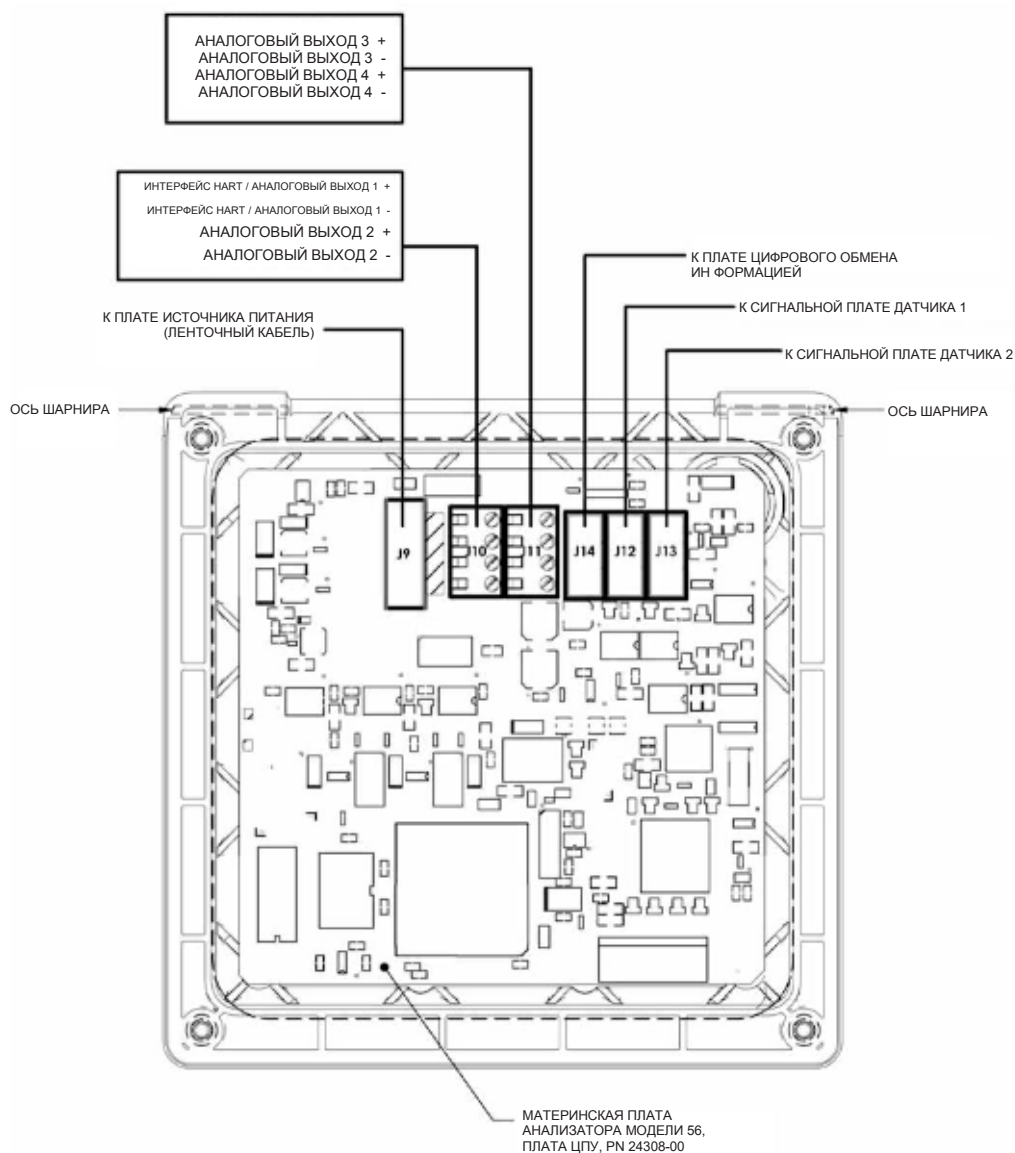 АНАЛОГОВЫЙ ВЫХОД 3 +
АНАЛОГОВЫЙ ВЫХОД 3 -
АНАЛОГОВЫЙ ВЫХОД 4 +
АНАЛОГОВЫЙ ВЫХОД 4 -
ИНТЕРФЕЙС HART / АНАЛОГОВЫЙ ВЫХОД 1 +
ИНТЕРФЕЙС HART / АНАЛОГОВЫЙ ВЫХОД 1 -
АНАЛОГОВЫЙ ВЫХОД 2 +
АНАЛОГОВЫЙ ВЫХОД 2 -
К ПЛАТЕ ЦИФРОВОГО ОБМЕНА
ИН ФОРМАЦИЕЙ
К ПЛАТЕ ИСТОЧНИКА ПИТАНИЯ
(ЛЕНТОЧНЫЙ КАБЕЛЬ)
К СИГНАЛЬНОЙ ПЛАТЕ ДАТЧИКА 1
К СИГНАЛЬНОЙ ПЛАТЕ ДАТЧИКА 2
ОСЬ ШАРНИРА
ОСЬ ШАРНИРА
J9
J10
J11
J14
J12
J13
МАТЕРИНСКАЯ ПЛАТА
АНАЛИЗАТОРА МОДЕЛИ 56,
ПЛАТА ЦПУ, PN 24308-00